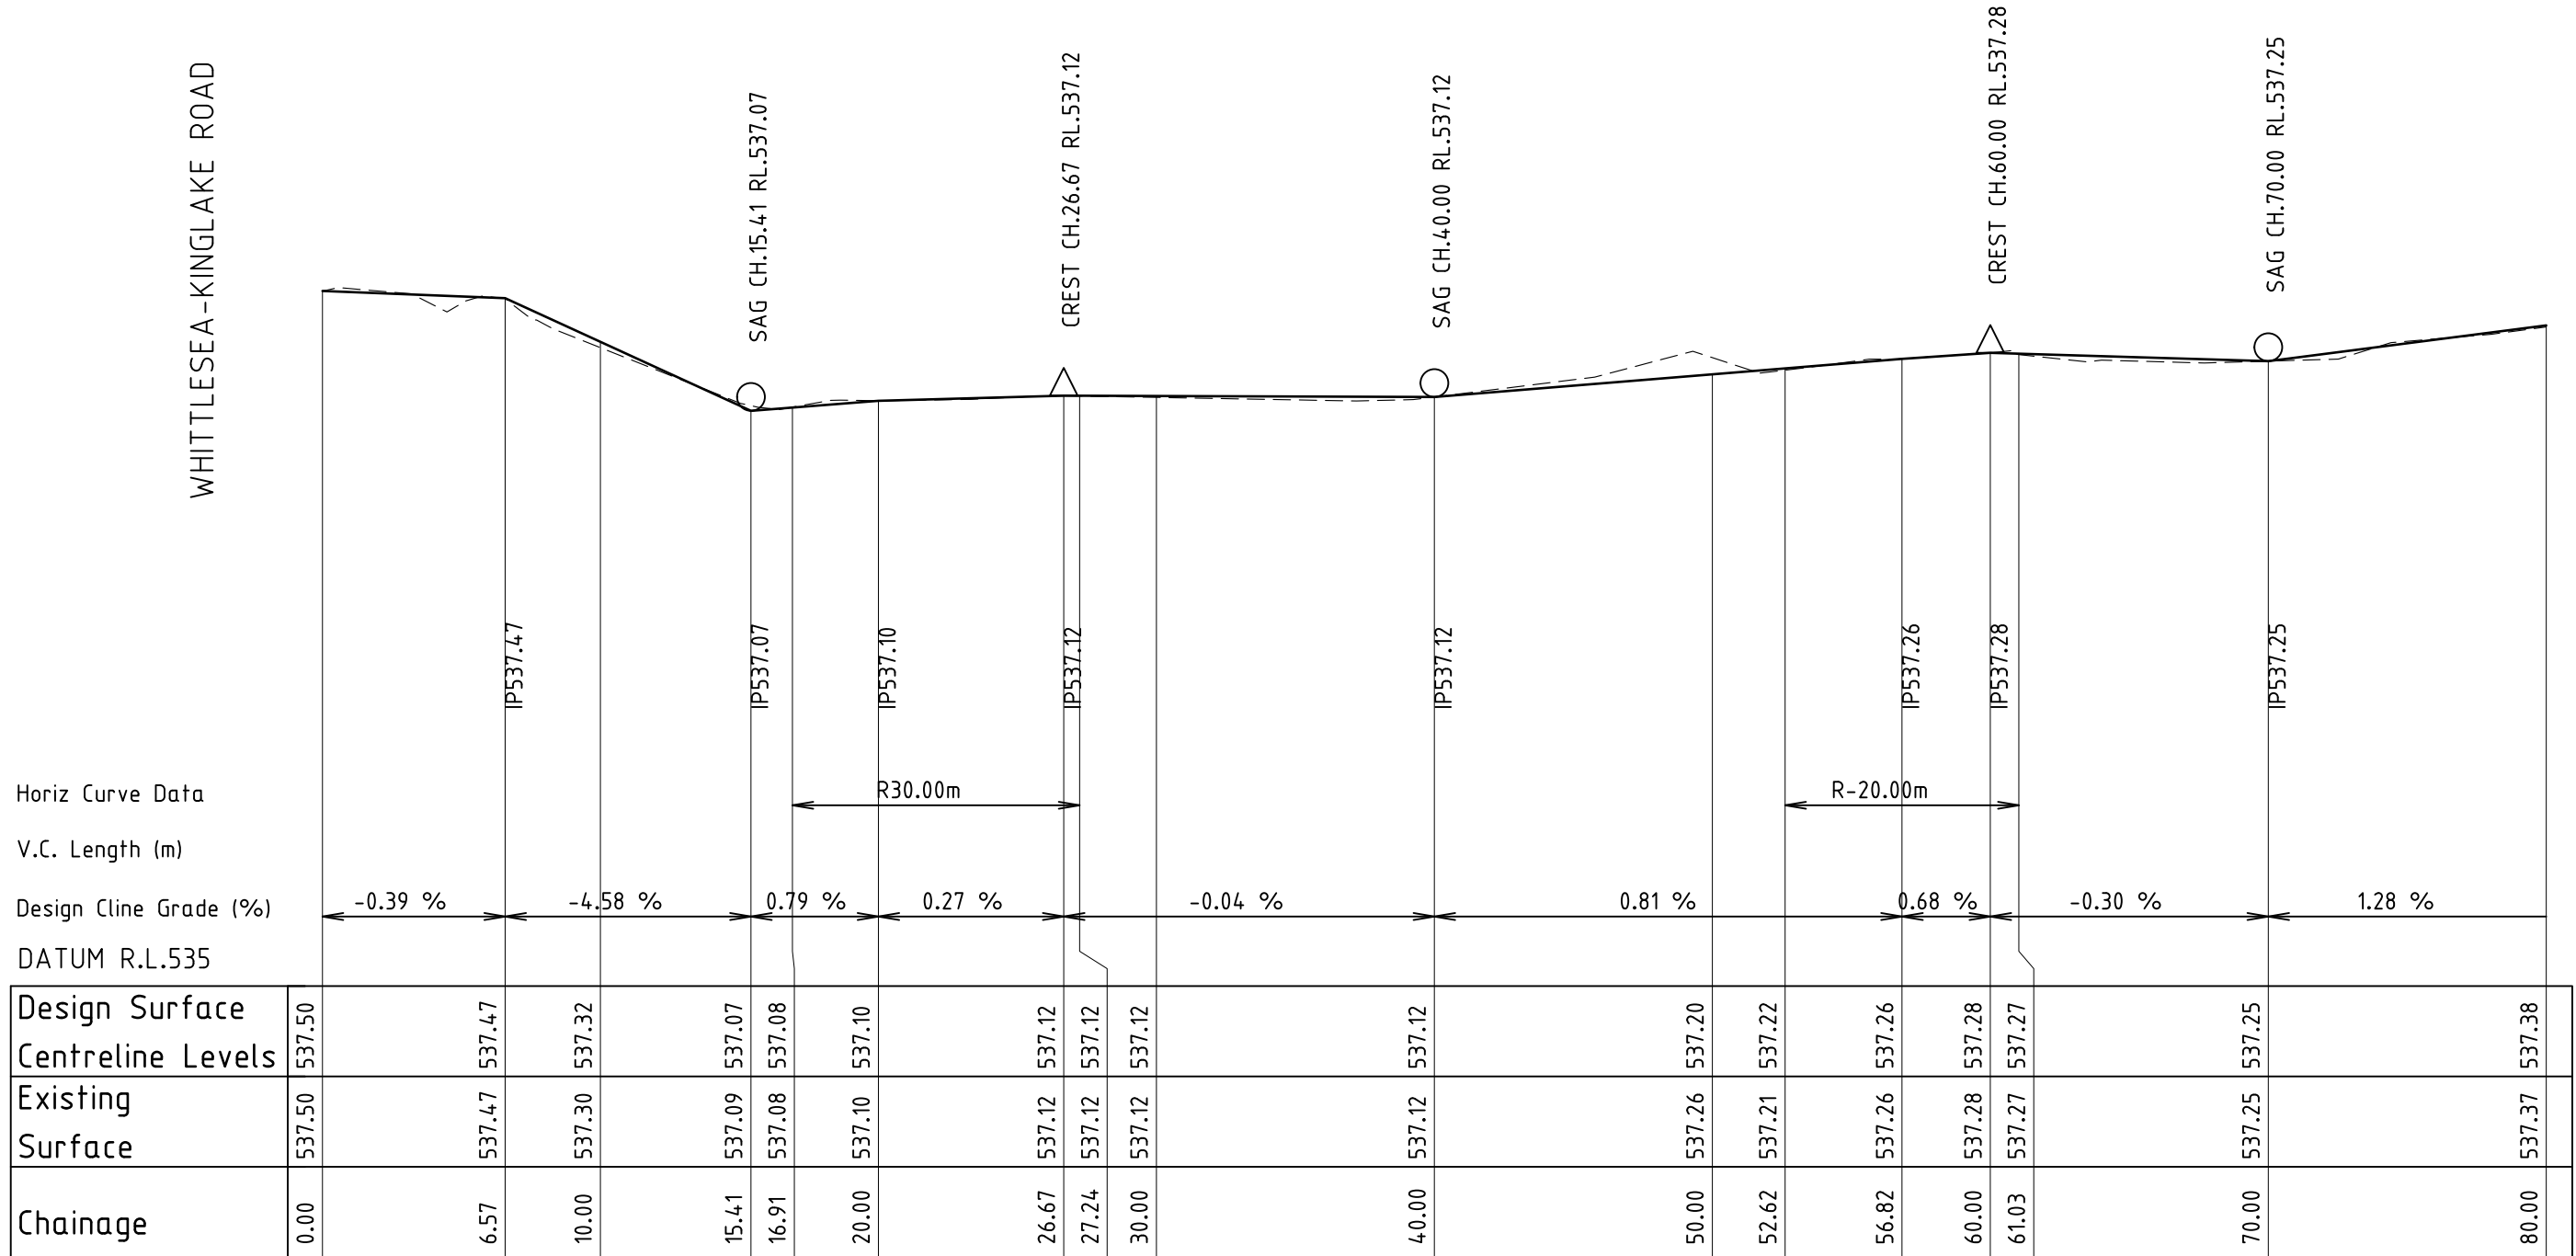 WHITTLESEA-KINGLAKE ROAD
SAG CH.15.41 RL.537.07
CREST CH.26.67 RL.537.12
SAG CH.40.00 RL.537.12
CREST CH.60.00 RL.537.28
SAG CH.70.00 RL.537.25
IP537.47
IP537.07
IP537.10
IP537.12
IP537.12
IP537.26
IP537.28
IP537.25
Horiz Curve Data
R30.00m
R-20.00m
V.C. Length (m)
Design Cline Grade (%)
-0.39 %
-4.58 %
0.79 %
0.27 %
-0.04 %
0.81 %
0.68 %
-0.30 %
1.28 %
DATUM R.L.535
Design Surface
Centreline Levels
537.50
537.47
537.32
537.07
537.08
537.10
537.12
537.12
537.12
537.12
537.20
537.22
537.26
537.28
537.27
537.25
537.38
Existing
Surface
537.50
537.47
537.30
537.09
537.08
537.10
537.12
537.12
537.12
537.12
537.26
537.21
537.26
537.28
537.27
537.25
537.37
Chainage
0.00
6.57
10.00
15.41
16.91
20.00
26.67
27.24
30.00
40.00
50.00
52.62
56.82
60.00
61.03
70.00
80.00